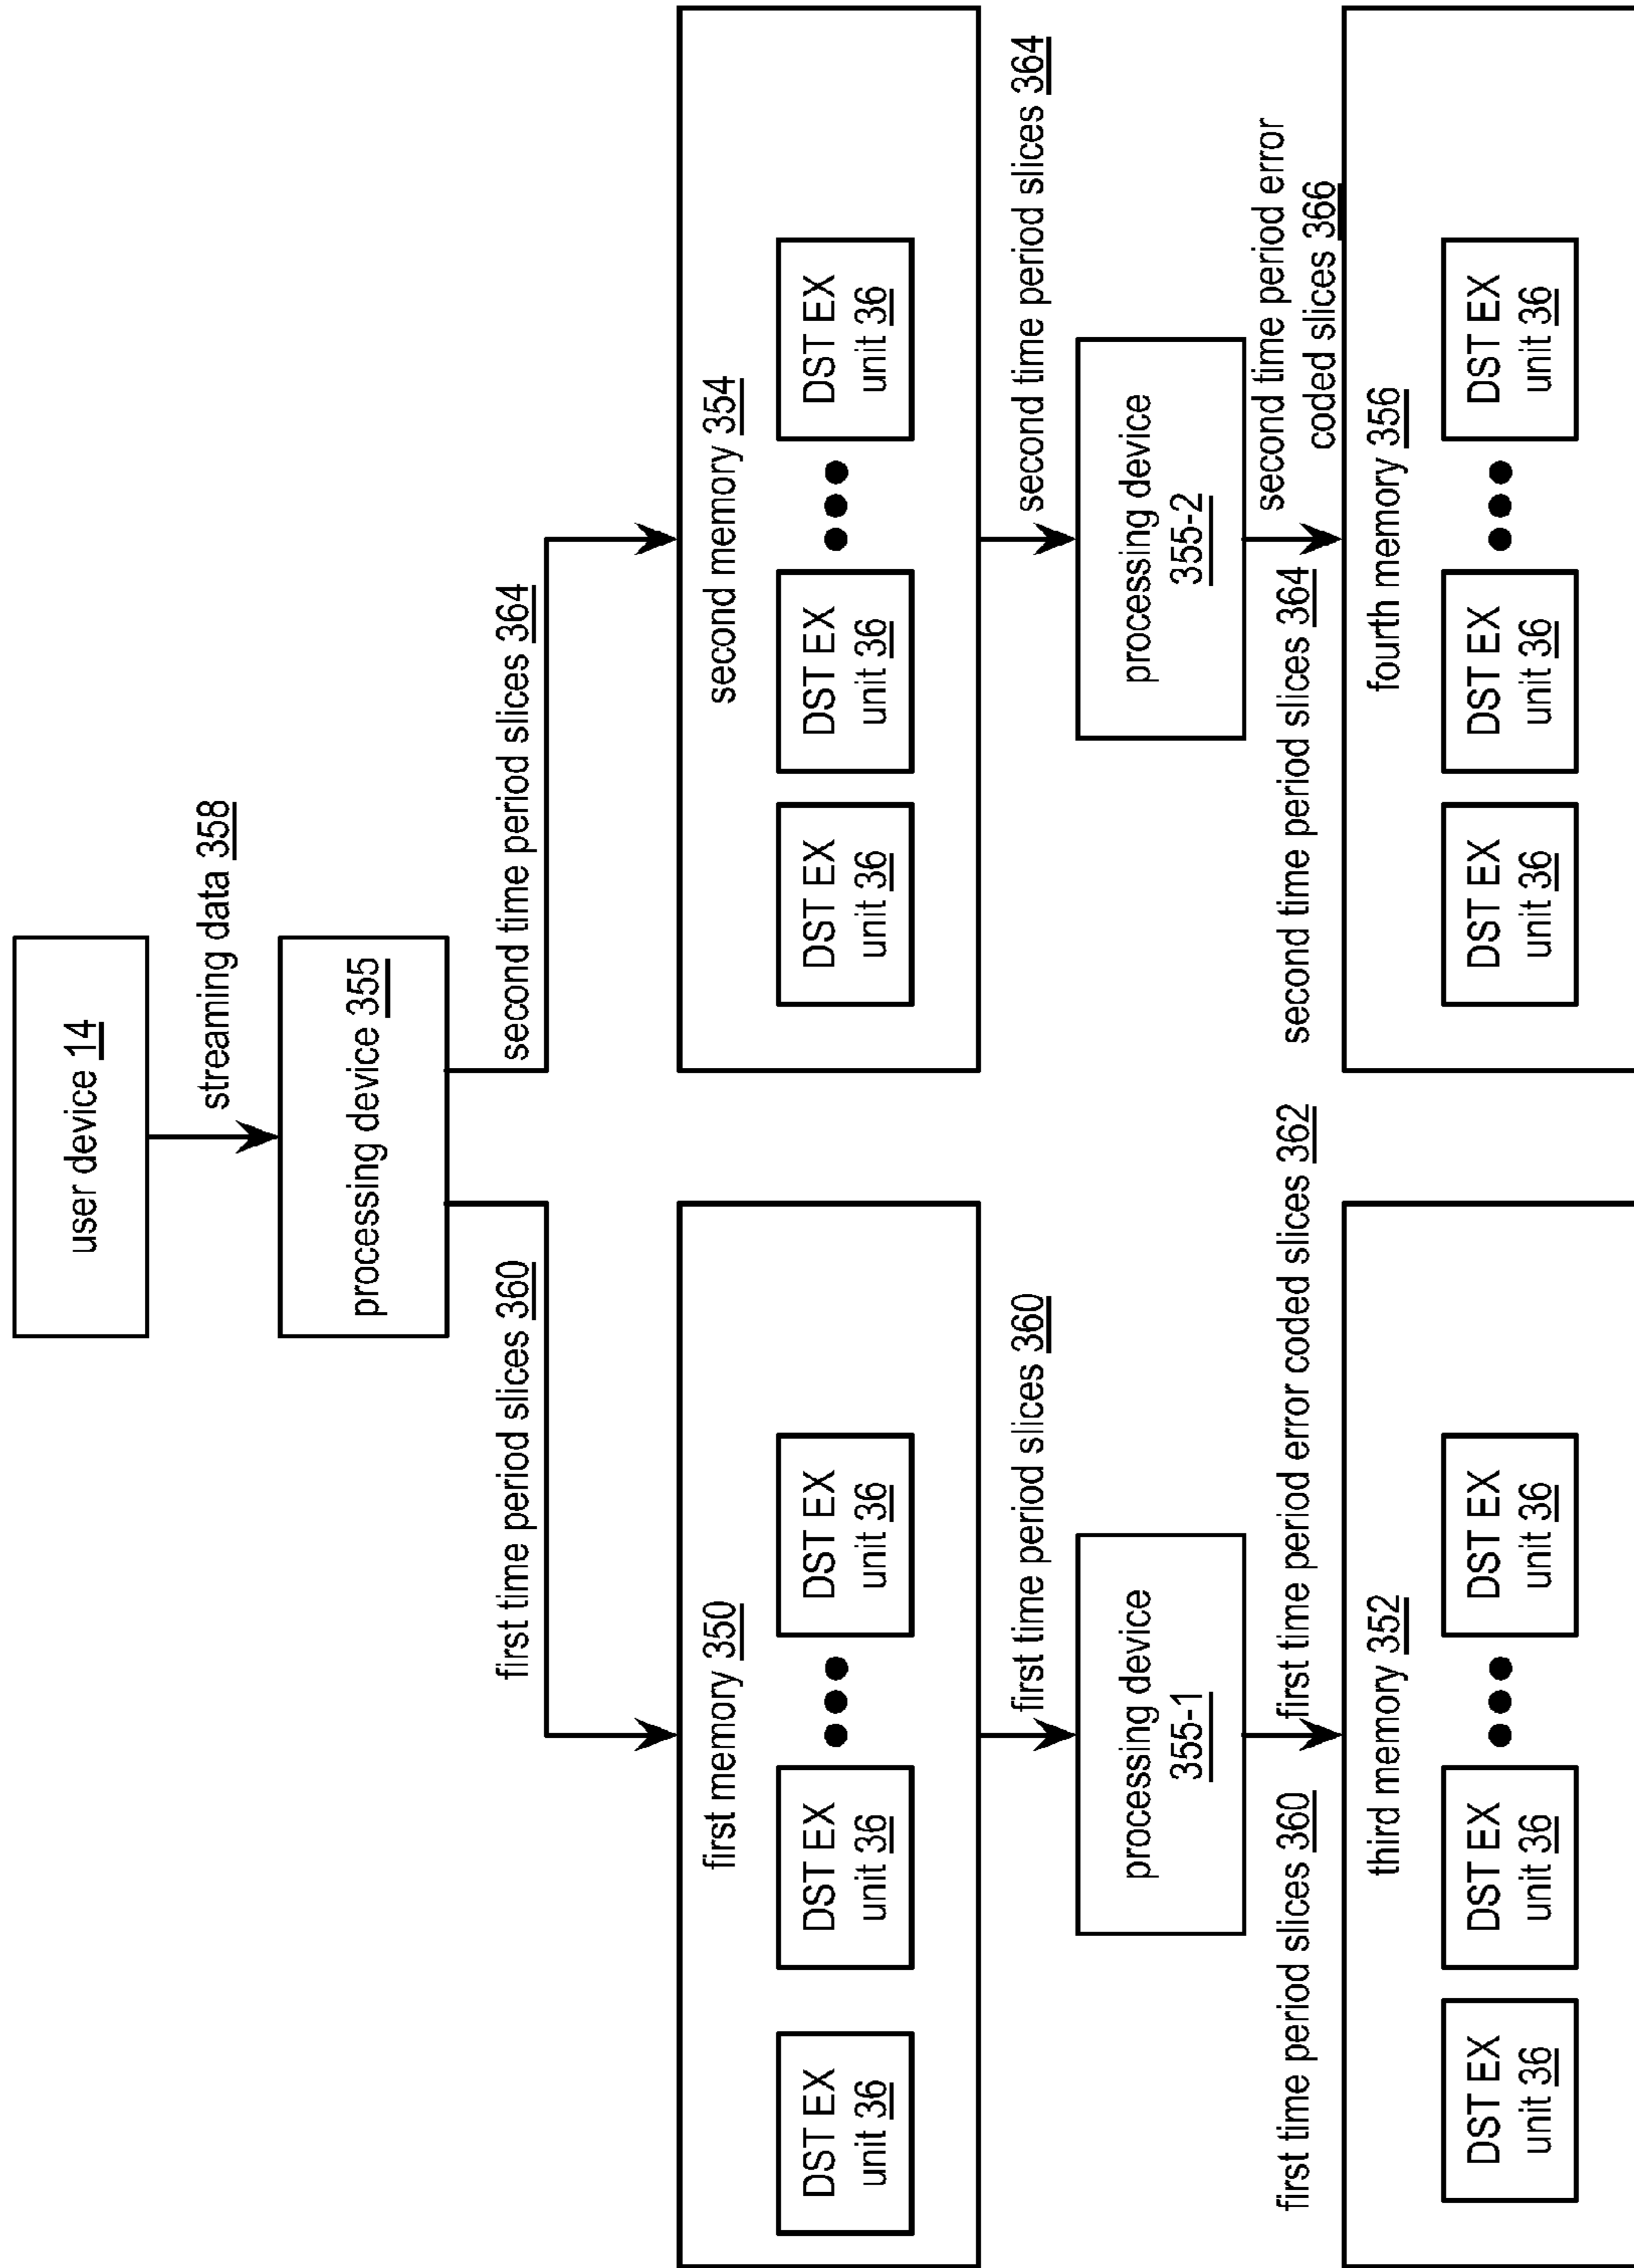 user device 14
streaming data 358
processing device 355
first time period slices 360
second time period slices 364
first memory 350
DST EX
unit 36
DST EX
unit 36
DST EX
unit 36
second memory 354
DST EX
unit 36
DST EX
unit 36
DST EX
unit 36
first time period slices 360
second time period slices 364
processing device
355-1
processing device
355-2
first time period slices 360
first time period error coded slices 362
second time period slices 364
second time period error
coded slices 366
third memory 352
DST EX
unit 36
DST EX
unit 36
DST EX
unit 36
fourth memory 356
DST EX
unit 36
DST EX
unit 36
DST EX
unit 36